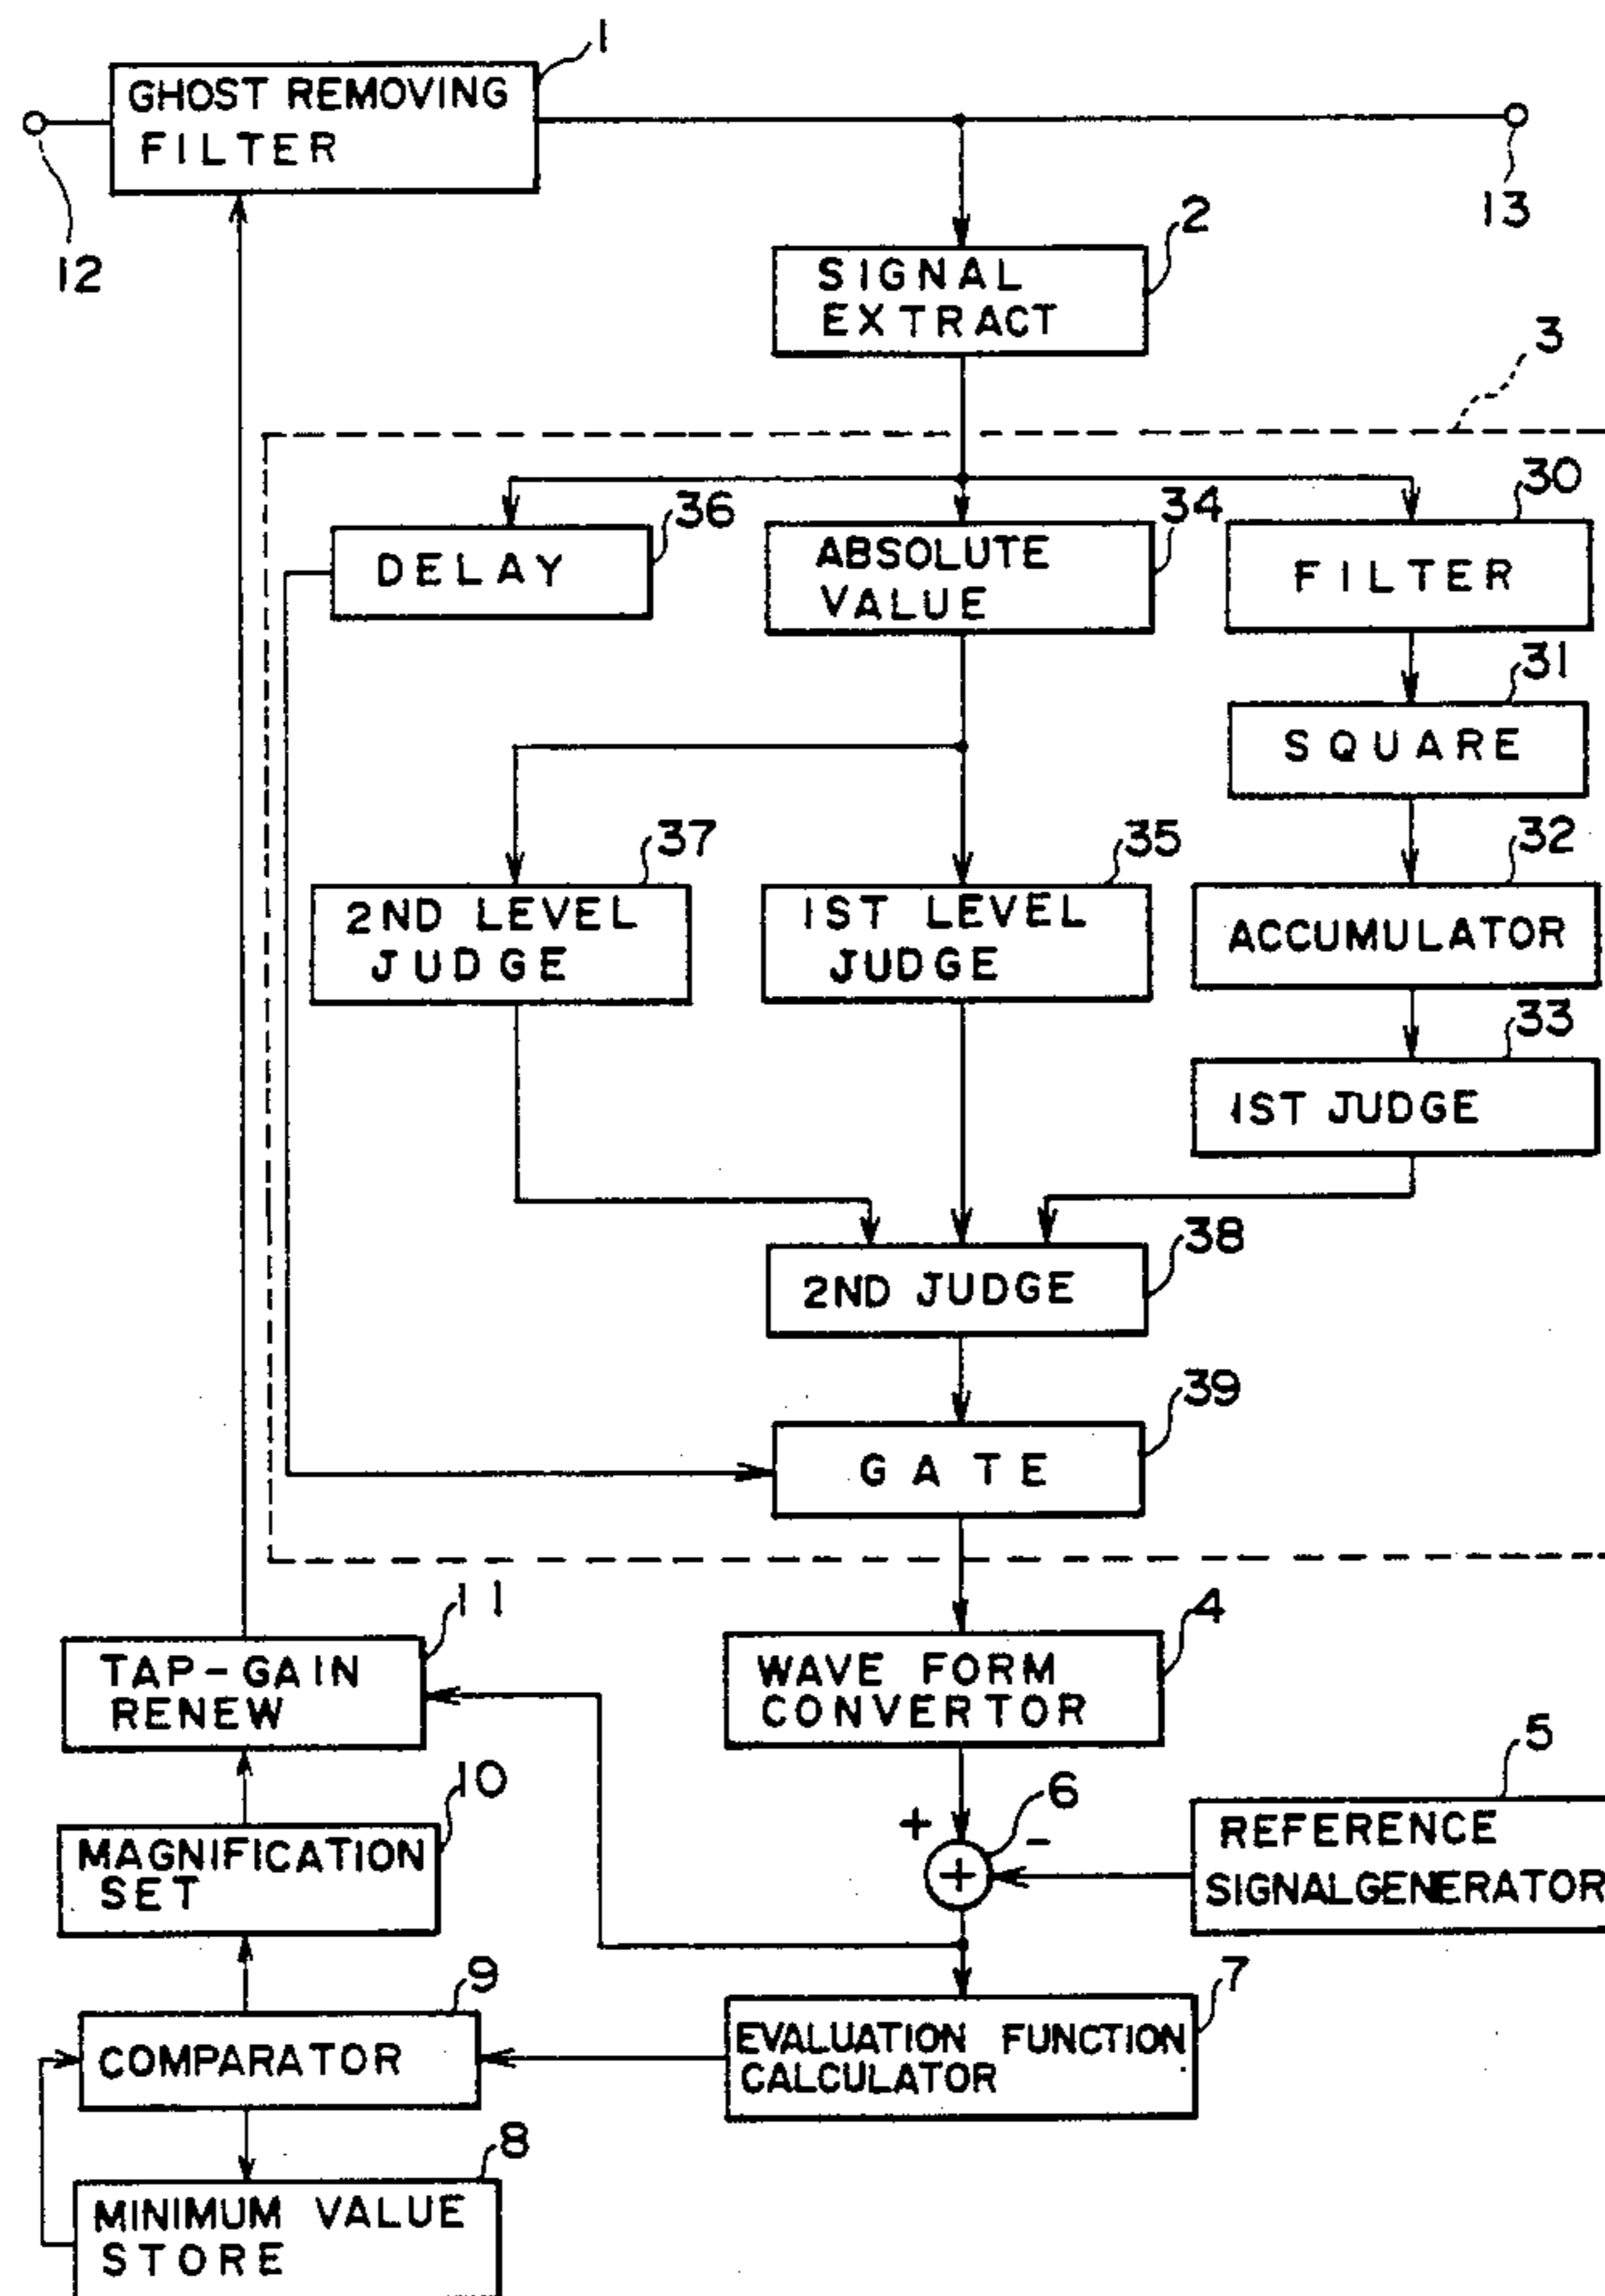 1
GHOST REMOVING
FILTER
12
13
2
SIGNAL
EXTRACT
3
36
DELAY
34
ABSOLUTE
VALUE
30
FILTER
31
SQUARE
37
2ND LEVEL
JUDGE
35
1ST LEVEL
JUDGE
32
ACCUMULATOR
33
1ST JUDGE
38
2ND JUDGE
39
GATE
11
TAP-GAIN
RENEW
4
WAVE FORM
CONVERTOR
10
MAGNIFICATION
SET
+
6
-
+
5
REFERENCE
SIGNALGENERATOR
9
COMPARATOR
7
EVALUATION FUNCTION
CALCULATOR
8
MINIMUM VALUE
STORE